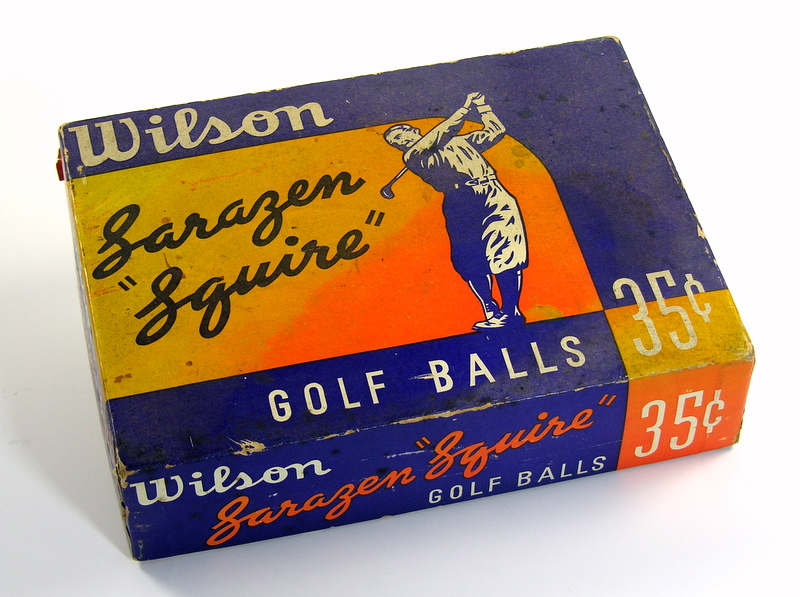 Wilson
Sarazen
"Squire"
GOLF BALLS
35¢
Wilson
Sarazen "Squire"
GOLF BALLS
35¢